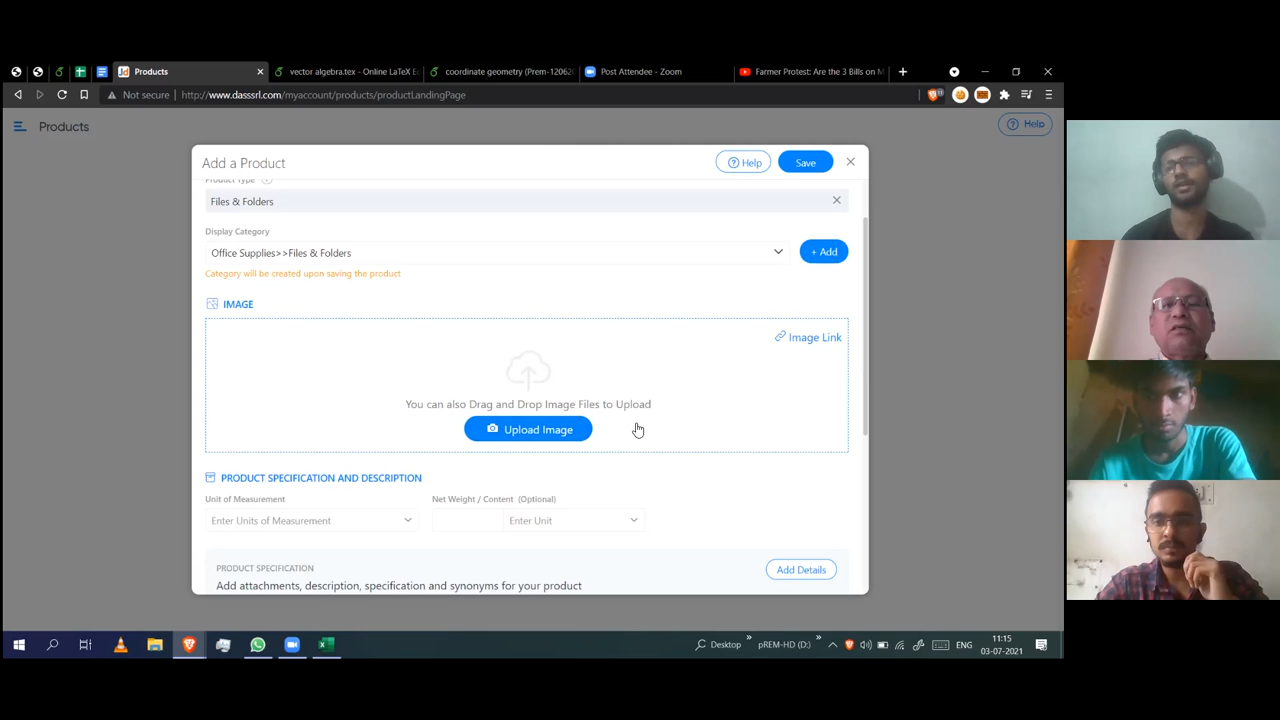 Products
vector algebra.tex - Online LaTeX E
coordinate geometry (Prem-12062
Post Attendee - Zoom
Farmer Protest: Are the 3 Bills on M
Not secure
http://www.dasssrl.com/myaccount/products/productLandingPage
Products
Help
Add a Product
Help
Save
Product Type
Files & Folders
Display Category
Office Supplies>>Files & Folders
+ Add
Category will be created upon saving the product
IMAGE
Image Link
You can also Drag and Drop Image Files to Upload
Upload Image
PRODUCT SPECIFICATION AND DESCRIPTION
Unit of Measurement
Net Weight / Content (Optional)
Enter Units of Measurement
Enter Unit
PRODUCT SPECIFICATION
Add Details
Add attachments, description, specification and synonyms for your product
Desktop
pREM-HD (D:)
ENG
11:15
03-07-2021